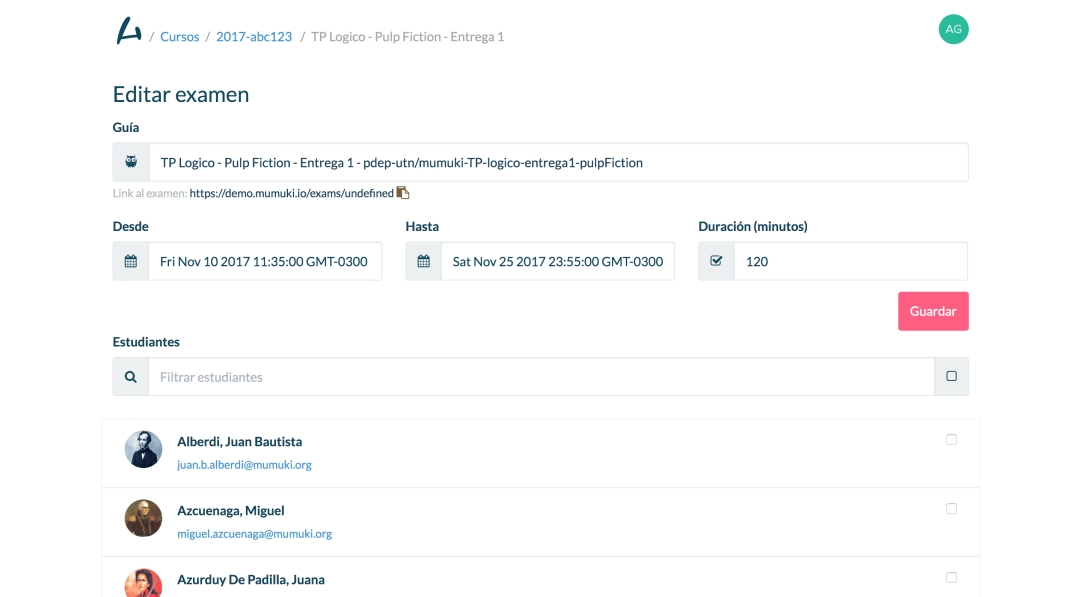 / Cursos / 2017-abc123 / TP Logico - Pulp Fiction - Entrega 1
AG
Editar examen
Guía
TP Logico - Pulp Fiction - Entrega 1 - pdep-utn/mumuki-TP-logico-entrega1-pulpFiction
Link al examen: https://demo.mumuki.io/exams/undefined
Desde Hasta Duración (minutos)
Fri Nov 10 2017 11:35:00 GMT-0300 Sat Nov 25 2017 23:55:00 GMT-0300 120
Guardar
Estudiantes
Filtrar estudiantes
Alberdi, Juan Bautista
juan.b.alberdi@mumuki.org
Azcuenaga, Miguel
miguel.azcuenaga@mumuki.org
Azurduy De Padilla, Juana